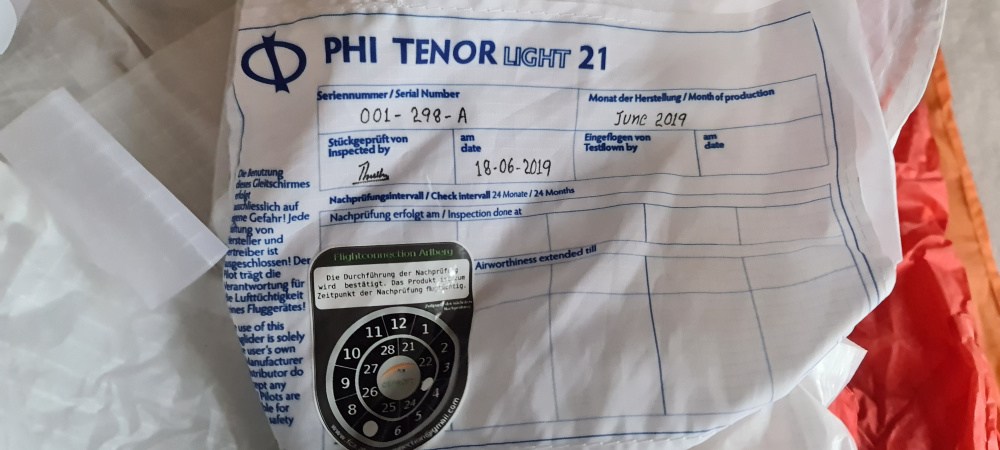 PHI TENOR LIGHT 21
Seriennummer / Serial Number
001-298-A
Monat der Herstellung / Month of production
June 2019
Stückgeprüft von
Inspected by
am
date
18-06-2019
Eingeflogen von
Testflown by
am
date
Nachprüfungsintervall / Check Interval 24 Monate / 24 Months
Nachprüfung erfolgt am / Inspection done at
Airworthiness extended till
Die Benutzung
dieses Gleitschirmes
erfolgt
ausschliesslich auf
eigene Gefahr! Jede
Haftung von
Hersteller und
Vertreiber ist
ausgeschlossen! Der
Pilot trägt die
Verantwortung für
die Lufttüchtigkeit
seines Fluggerätes!
use of this
glider is solely
user's own
Manufacturer
distributor do
any
Pilots are
for
safety
Flightconnection Arlberg
Die Durchführung der Nachprüfung
wird bestätigt. Das Produkt ist zum
Zeitpunkt der Nachprüfung flugtüchtig.
11 12 1
10 2
9 3
8 4
6 5
28 21
27 22
26
25 24